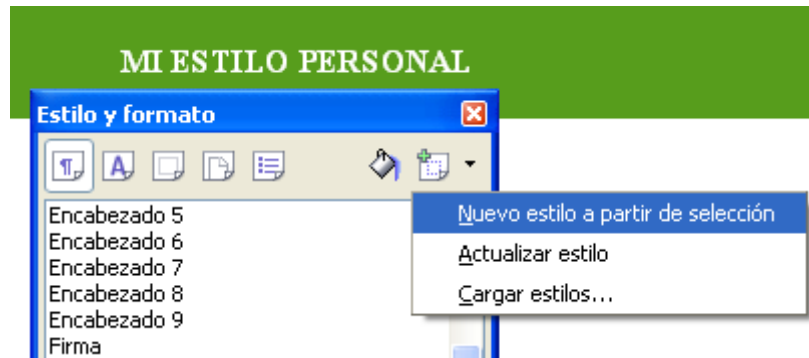 MI ESTILO PERSONAL
Estilo y formato
Encabezado 5
Encabezado 6
Encabezado 7
Encabezado 8
Encabezado 9
Firma
Nuevo estilo a partir de selección
Actualizar estilo
Cargar estilos...